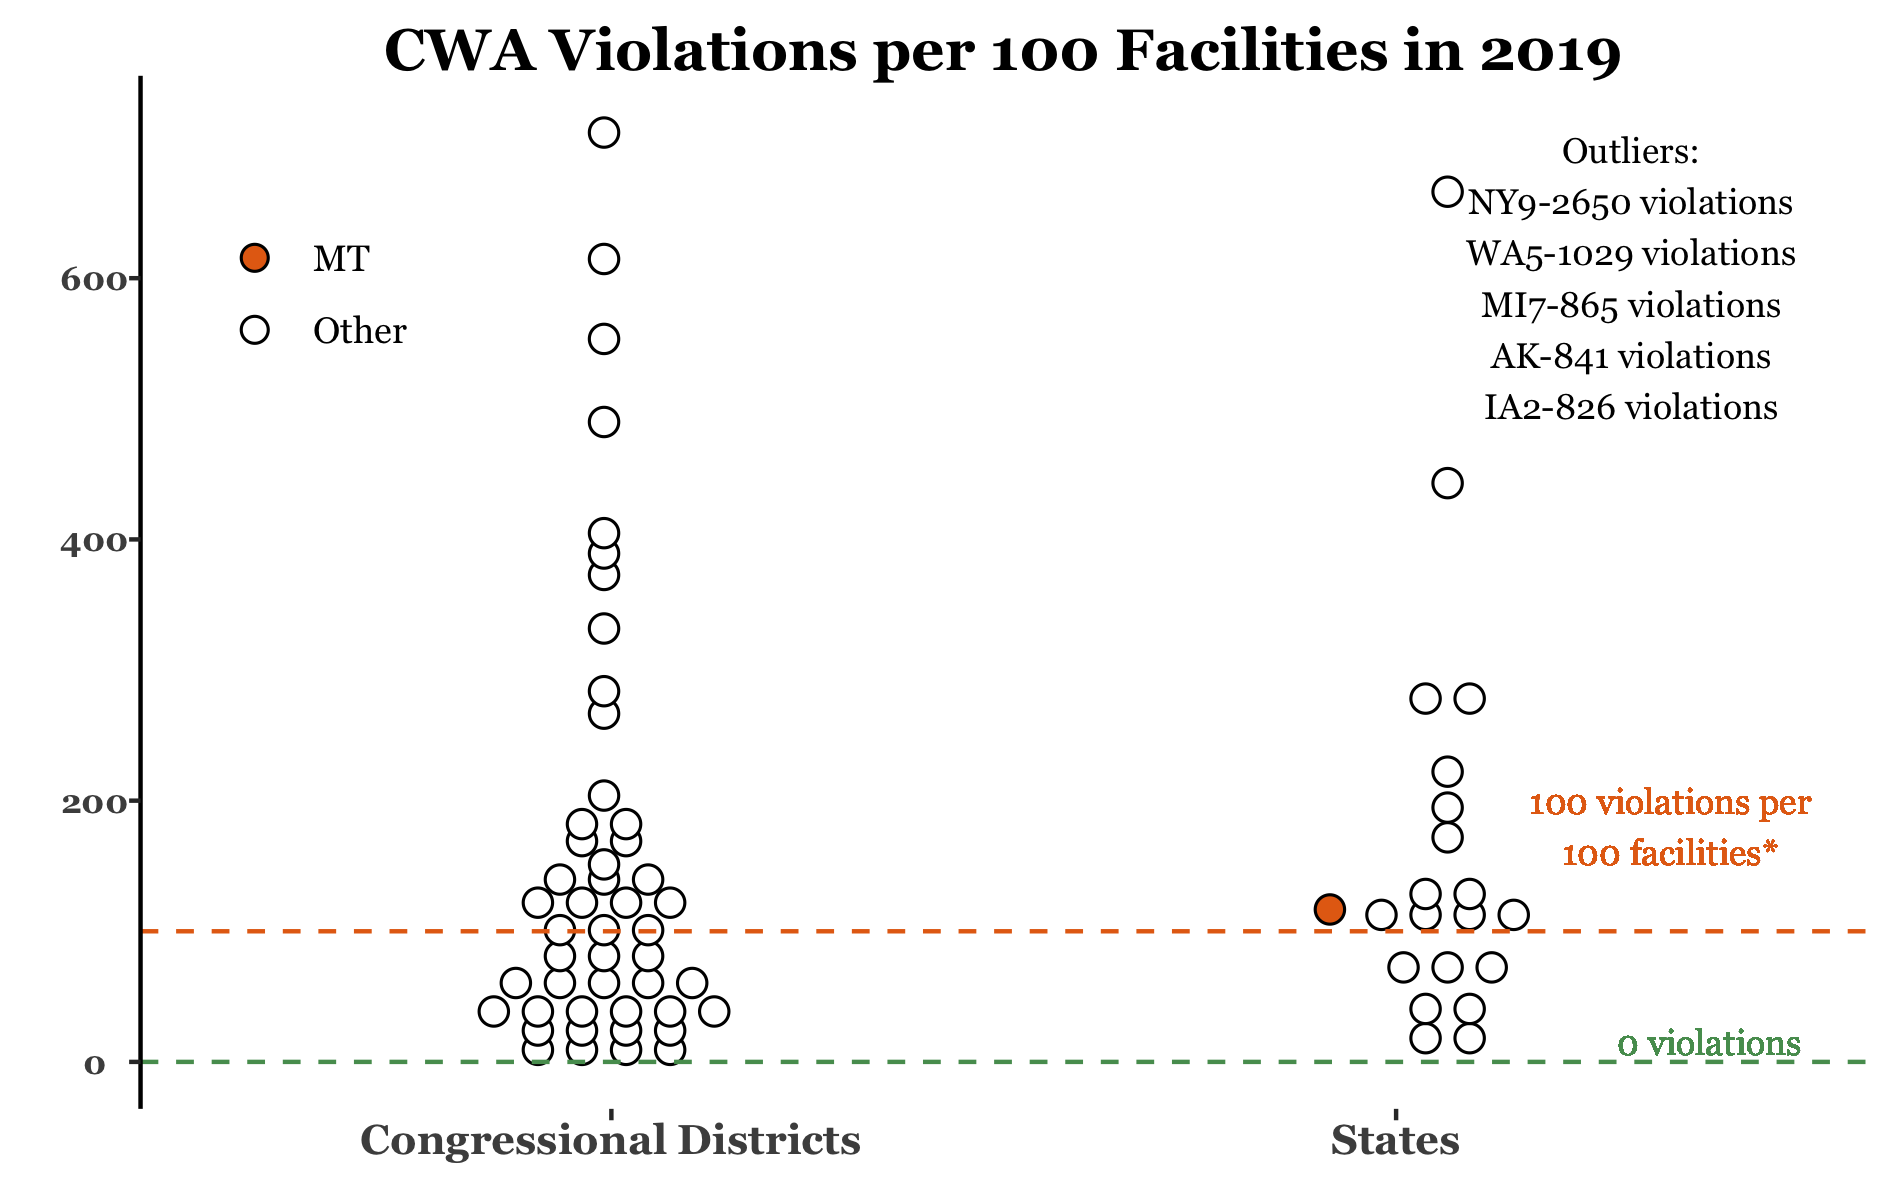 CWA Violations per 100 Facilities in 2019
Outliers:
NY9-2650 violations
WA5-1029 violations
MI7-865 violations
AK-841 violations
IA2-826 violations
MT
Other
600
400
200
0
100 violations per
100 facilities*
0 violations
Congressional Districts
States